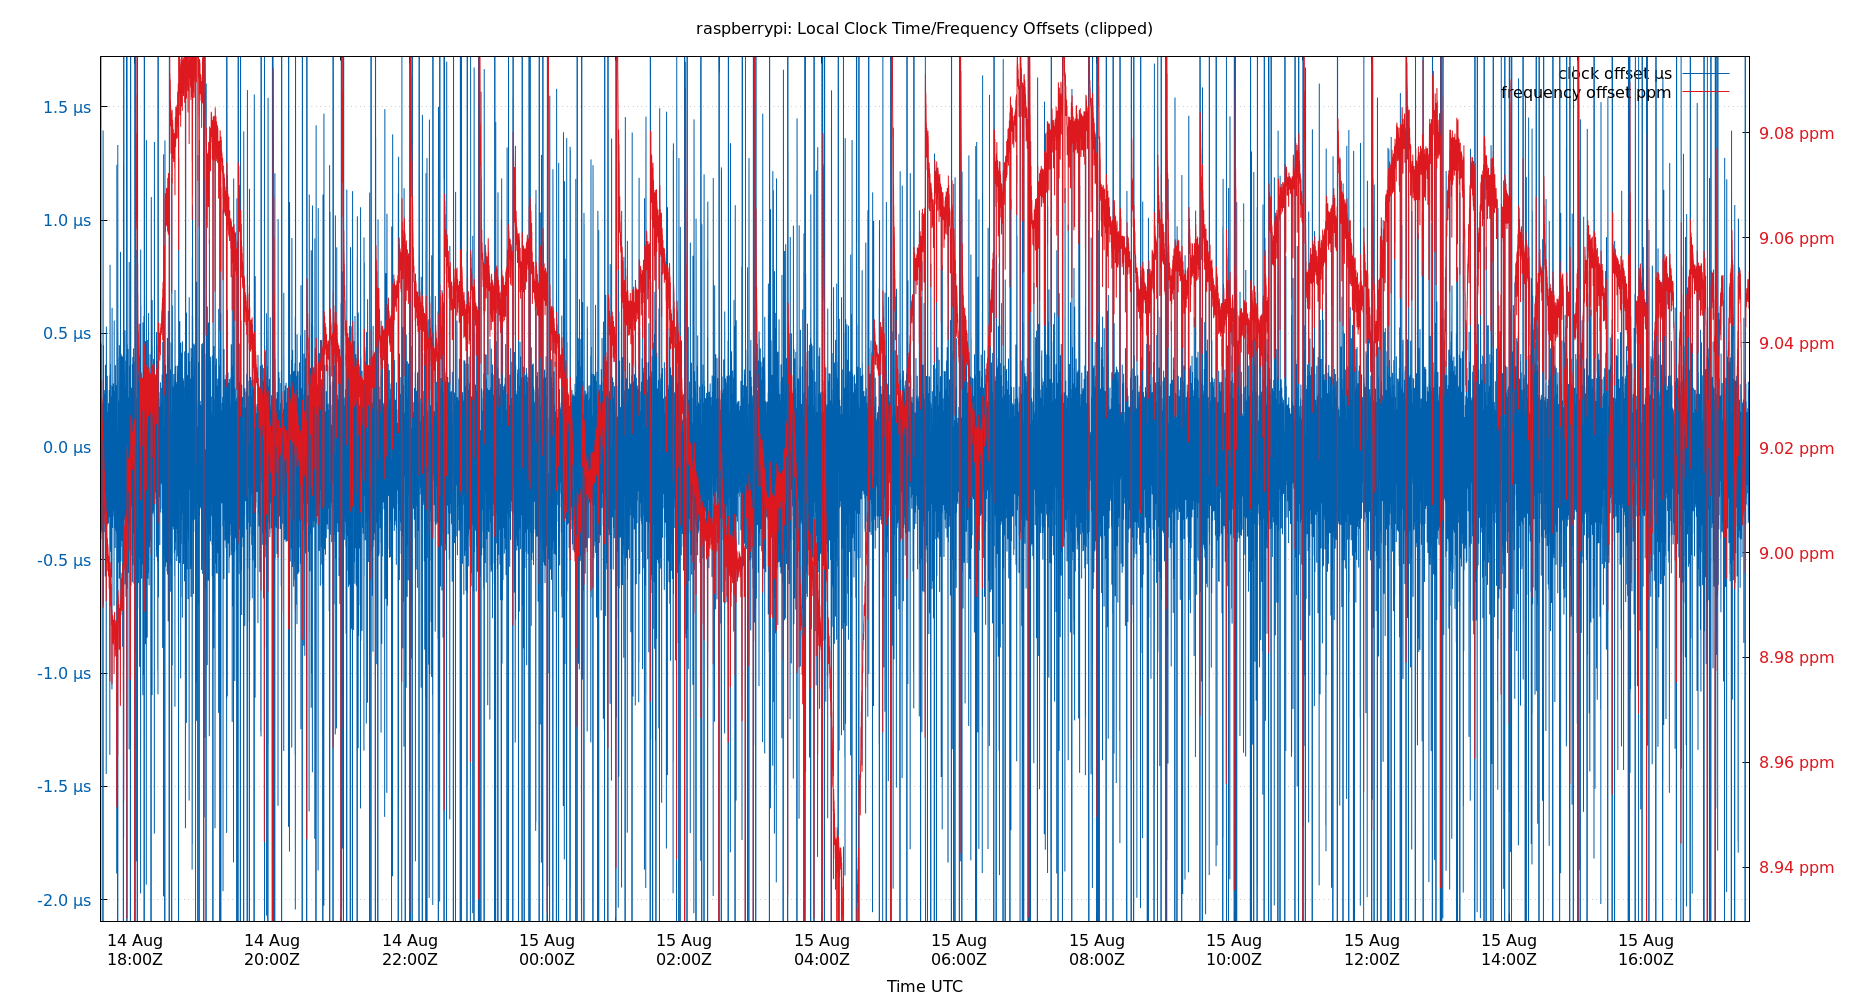 raspberrypi: Local Clock Time/Frequency Offsets (clipped)
clock offset µs
frequency offset ppm
1.5 µs
1.0 µs
0.5 µs
0.0 µs
-0.5 µs
-1.0 µs
-1.5 µs
-2.0 µs
9.08 ppm
9.06 ppm
9.04 ppm
9.02 ppm
9.00 ppm
8.98 ppm
8.96 ppm
8.94 ppm
14 Aug 14 Aug 14 Aug 15 Aug 15 Aug 15 Aug 15 Aug 15 Aug 15 Aug 15 Aug 15 Aug 15 Aug
18:00Z 20:00Z 22:00Z 00:00Z 02:00Z 04:00Z 06:00Z 08:00Z 10:00Z 12:00Z 14:00Z 16:00Z
Time UTC